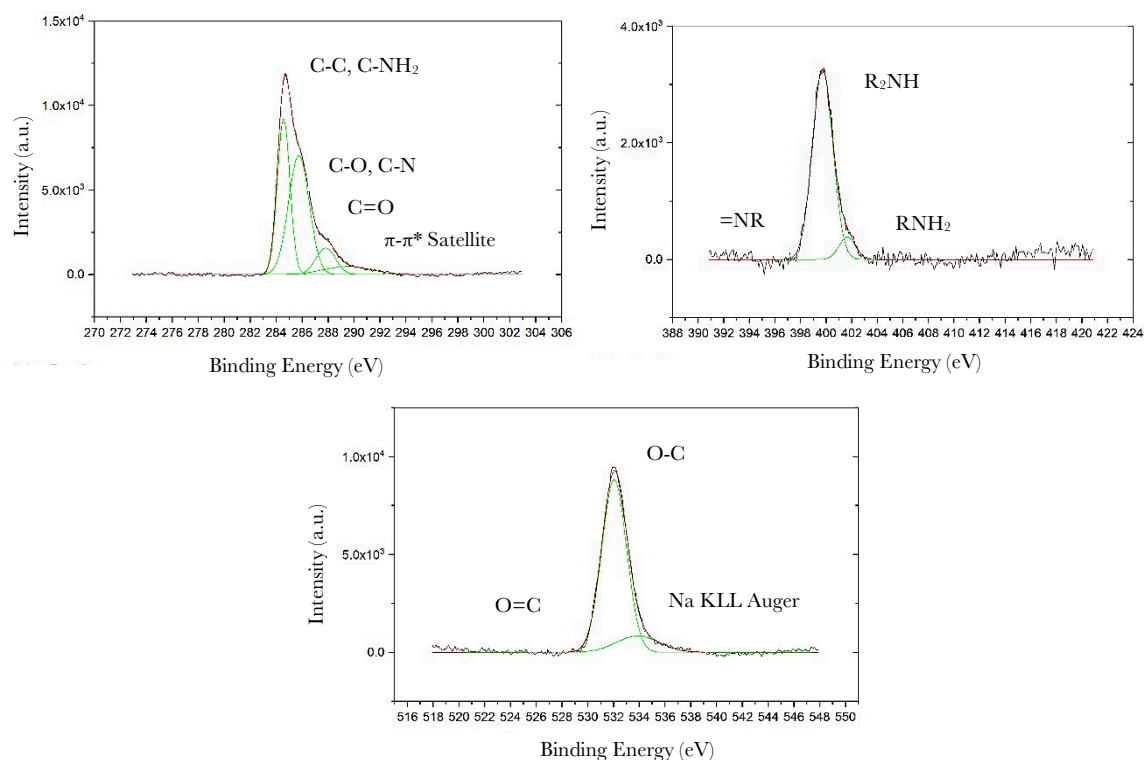 1.5x10⁴
1.0x10⁴
5.0x10³
0.0
Intensity (a.u.)
C-C, C-NH₂
C-O, C-N
C=O
π-π* Satellite
270 272 274 276 278 280 282 284 286 288 290 292 294 296 298 300 302 304 306
Binding Energy (eV)
4.0x10³
2.0x10³
0.0
Intensity (a.u.)
R₂NH
=NR
RNH₂
388 390 392 394 396 398 400 402 404 406 408 410 412 414 416 418 420 422 424
Binding Energy (eV)
1.0x10⁴
5.0x10³
0.0
Intensity (a.u.)
O-C
O=C
Na KLL Auger
516 518 520 522 524 526 528 530 532 534 536 538 540 542 544 546 548 550
Binding Energy (eV)